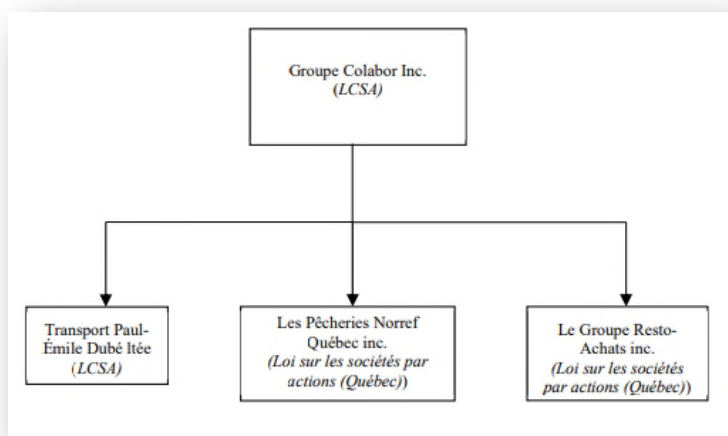 Groupe Colabor Inc.
(LCSA)
Transport Paul-
Émile Dubé ltée
(LCSA)
Les Pêcheries Norref
Québec inc.
(Loi sur les sociétés par
actions (Québec))
Le Groupe Resto-
Achats inc.
(Loi sur les sociétés
par actions (Québec))